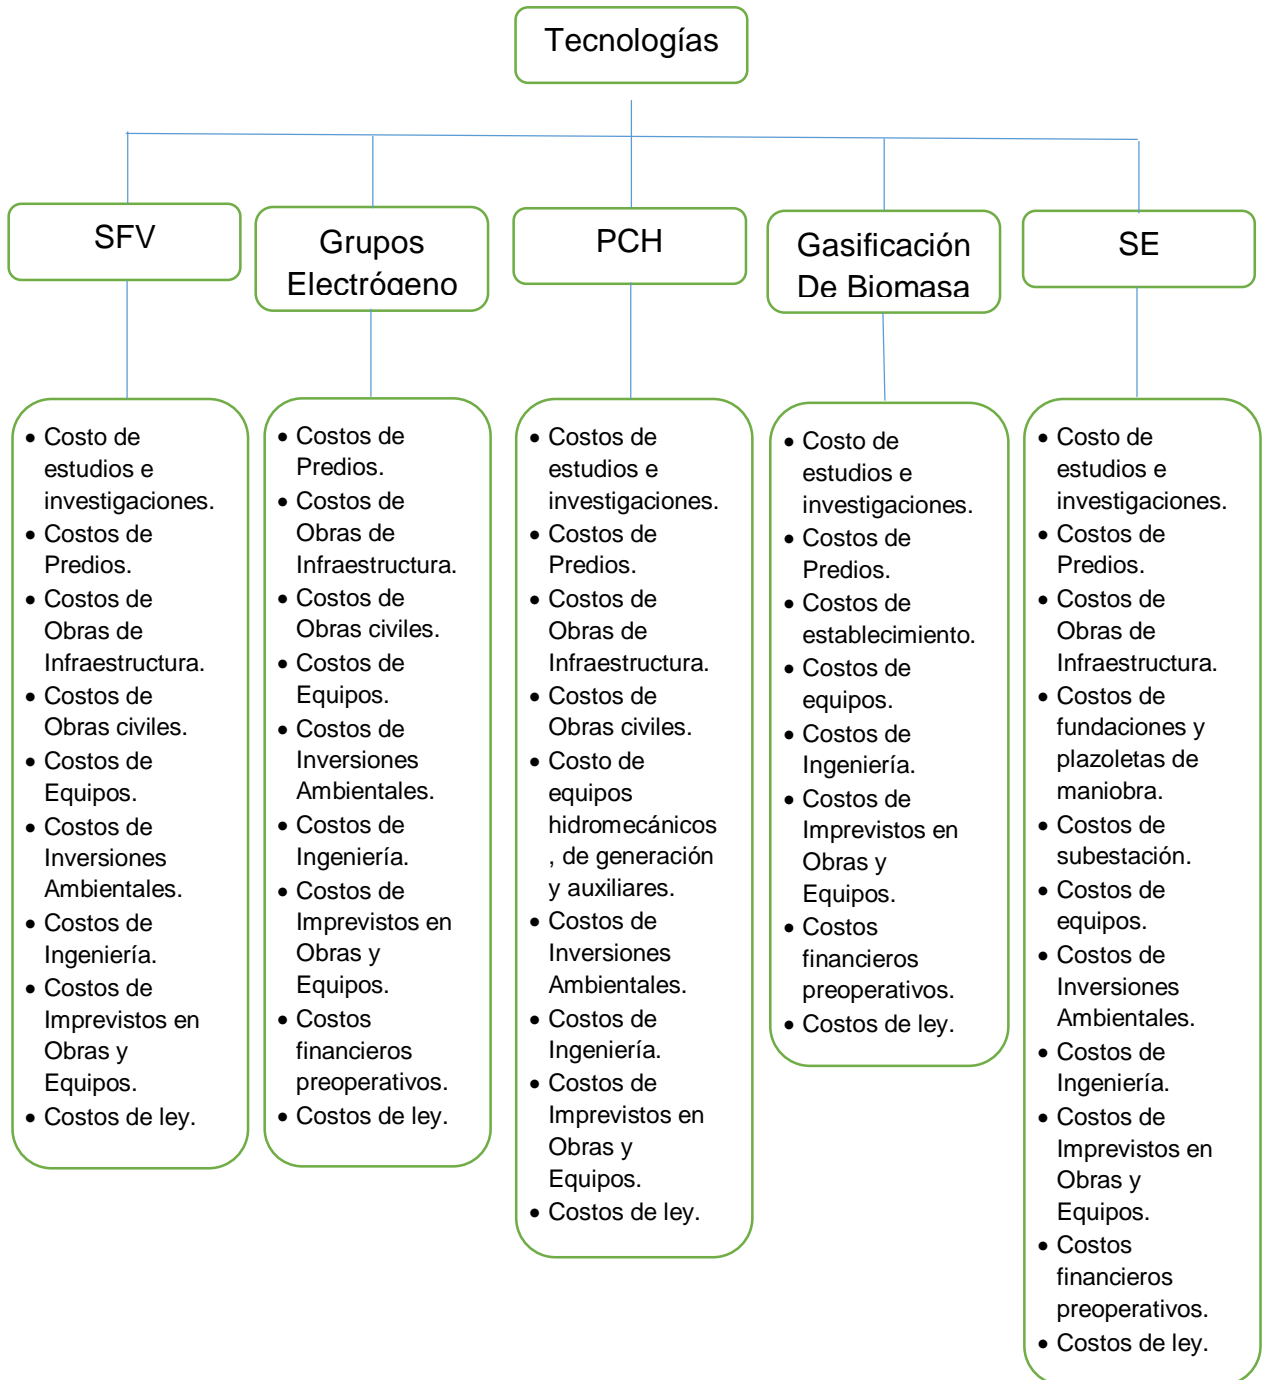 Tecnologías
SFV
Grupos
Electrógeno
PCH
Gasificación
De Biomasa
SE
• Costo de
estudios e
investigaciones.
• Costos de
Predios.
• Costos de
Obras de
Infraestructura.
• Costos de
Obras civiles.
• Costos de
Equipos.
• Costos de
Inversiones
Ambientales.
• Costos de
Ingeniería.
• Costos de
Imprevistos en
Obras y
Equipos.
• Costos de ley.
• Costos de
Predios.
• Costos de
Obras de
Infraestructura.
• Costos de
Obras civiles.
• Costos de
Equipos.
• Costos de
Inversiones
Ambientales.
• Costos de
Ingeniería.
• Costos de
Imprevistos en
Obras y
Equipos.
• Costos
financieros
preoperativos.
• Costos de ley.
• Costos de
estudios e
investigaciones.
• Costos de
Predios.
• Costos de
Obras de
Infraestructura.
• Costos de
Obras civiles.
• Costo de
equipos
hidromecánicos
, de generación
y auxiliares.
• Costos de
Inversiones
Ambientales.
• Costos de
Ingeniería.
• Costos de
Imprevistos en
Obras y
Equipos.
• Costos de ley.
• Costo de
estudios e
investigaciones.
• Costos de
Predios.
• Costos de
establecimiento.
• Costos de
equipos.
• Costos de
Ingeniería.
• Costos de
Imprevistos en
Obras y
Equipos.
• Costos
financieros
preoperativos.
• Costos de ley.
• Costo de
estudios e
investigaciones.
• Costos de
Predios.
• Costos de
Obras de
Infraestructura.
• Costos de
fundaciones y
plazoletas de
maniobra.
• Costos de
subestación.
• Costos de
equipos.
• Costos de
Inversiones
Ambientales.
• Costos de
Ingeniería.
• Costos de
Imprevistos en
Obras y
Equipos.
• Costos
financieros
preoperativos.
• Costos de ley.